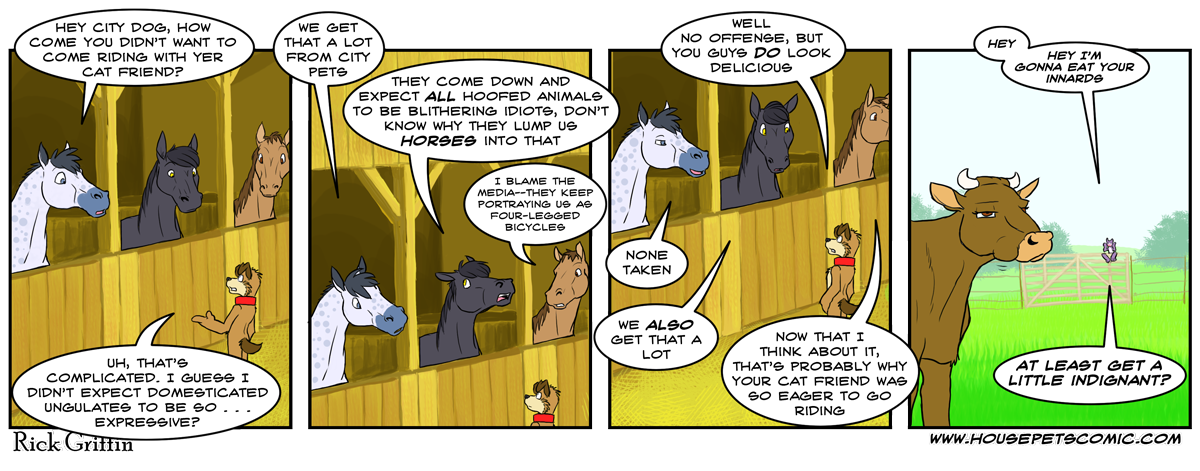 HEY CITY DOG, HOW
COME YOU DIDN'T WANT TO
COME RIDING WITH YER
CAT FRIEND?
UH, THAT'S
COMPLICATED. I GUESS I
DIDN'T EXPECT DOMESTICATED
UNGULATES TO BE SO . . .
EXPRESSIVE?
WE GET
THAT A LOT
FROM CITY
PETS
THEY COME DOWN AND
EXPECT ALL HOOFED ANIMALS
TO BE BLITHERING IDIOTS, DON'T
KNOW WHY THEY LUMP US
HORSES INTO THAT
I BLAME THE
MEDIA--THEY KEEP
PORTRAYING US AS
FOUR-LEGGED
BICYCLES
WELL
NO OFFENSE, BUT
YOU GUYS DO LOOK
DELICIOUS
NONE
TAKEN
WE ALSO
GET THAT A
LOT
NOW THAT I
THINK ABOUT IT,
THAT'S PROBABLY WHY
YOUR CAT FRIEND WAS
SO EAGER TO GO
RIDING
HEY
HEY I'M
GONNA EAT YOUR
INNARDS
AT LEAST GET A
LITTLE INDIGNANT?
Rick Griffin
WWW.HOUSEPETSCOMIC.COM